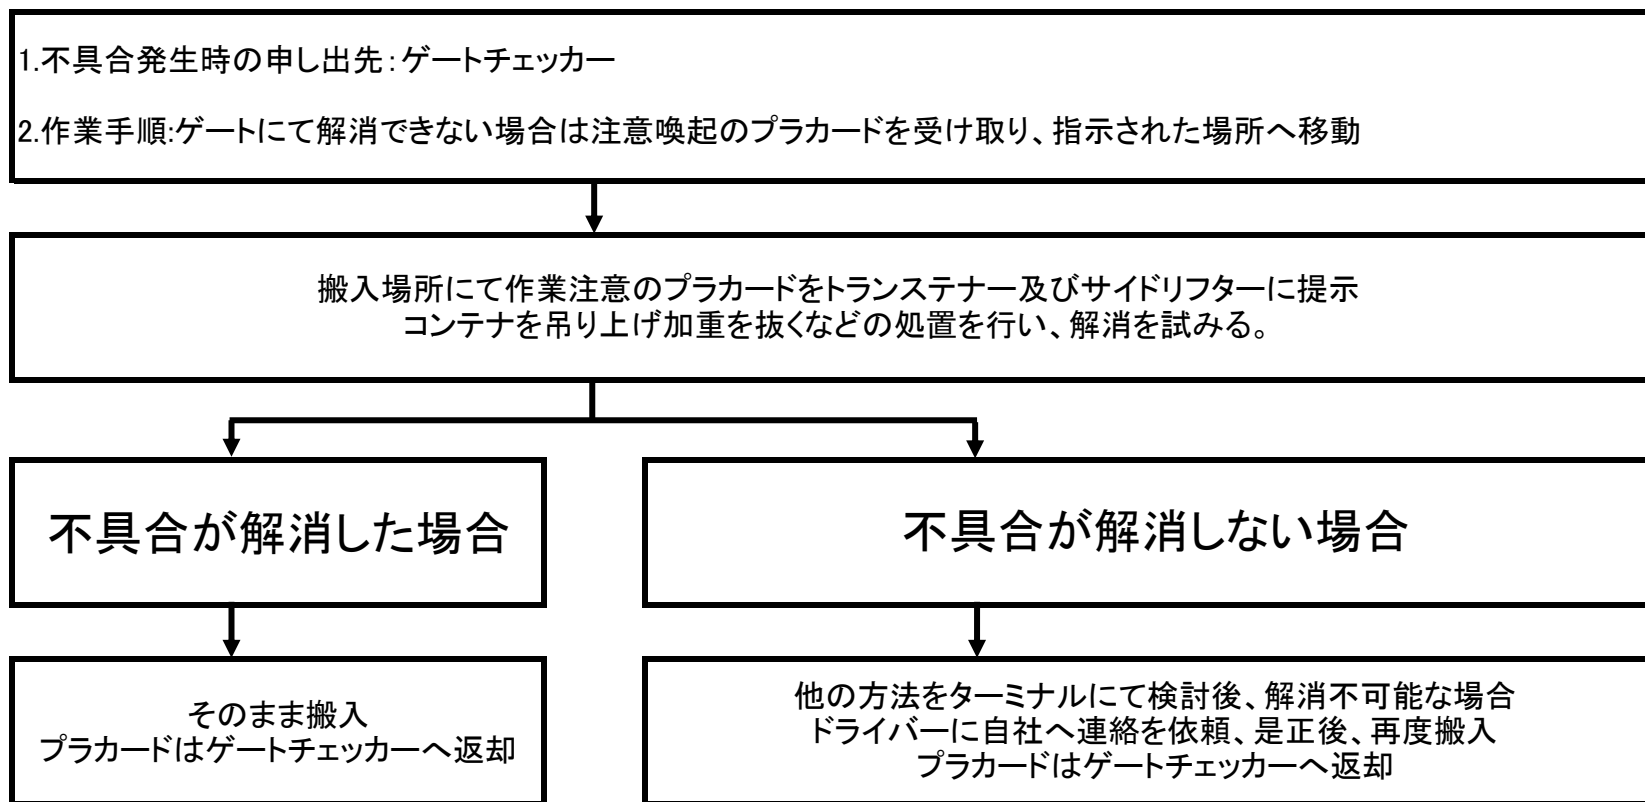 1.不具合発生時の申し出先：ゲートチェッカー
2.作業手順:ゲートにて解消できない場合は注意喚起のプラカードを受け取り、指示された場所へ移動
搬入場所にて作業注意のプラカードをトランステナー及びサイドリフターに提示
コンテナを吊り上げ加重を抜くなどの処置を行い、解消を試みる。
不具合が解消した場合
不具合が解消しない場合
そのまま搬入
プラカードはゲートチェッカーへ返却
他の方法をターミナルにて検討後、解消不可能な場合
ドライバーに自社へ連絡を依頼、是正後、再度搬入
プラカードはゲートチェッカーへ返却